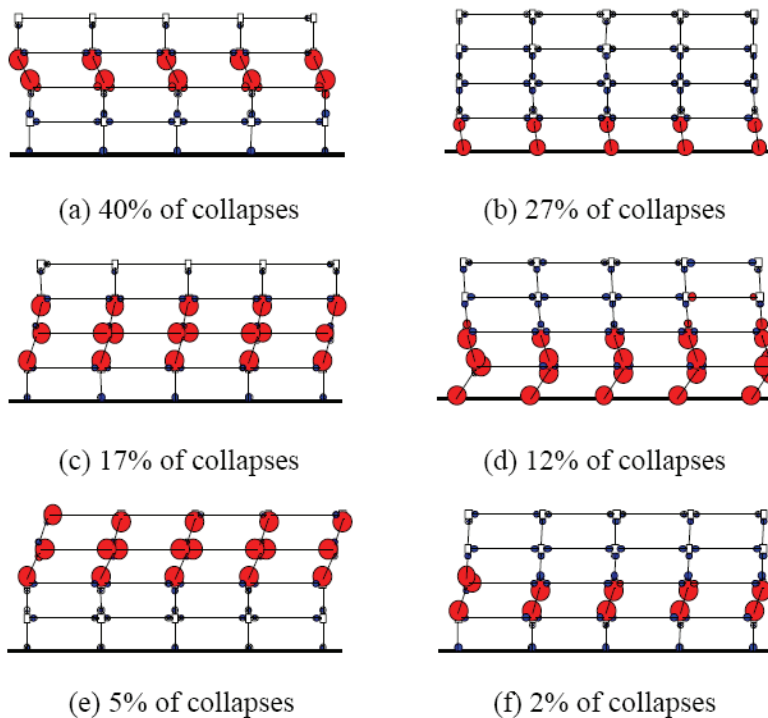 (a) 40% of collapses
(b) 27% of collapses
(c) 17% of collapses
(d) 12% of collapses
(e) 5% of collapses
(f) 2% of collapses